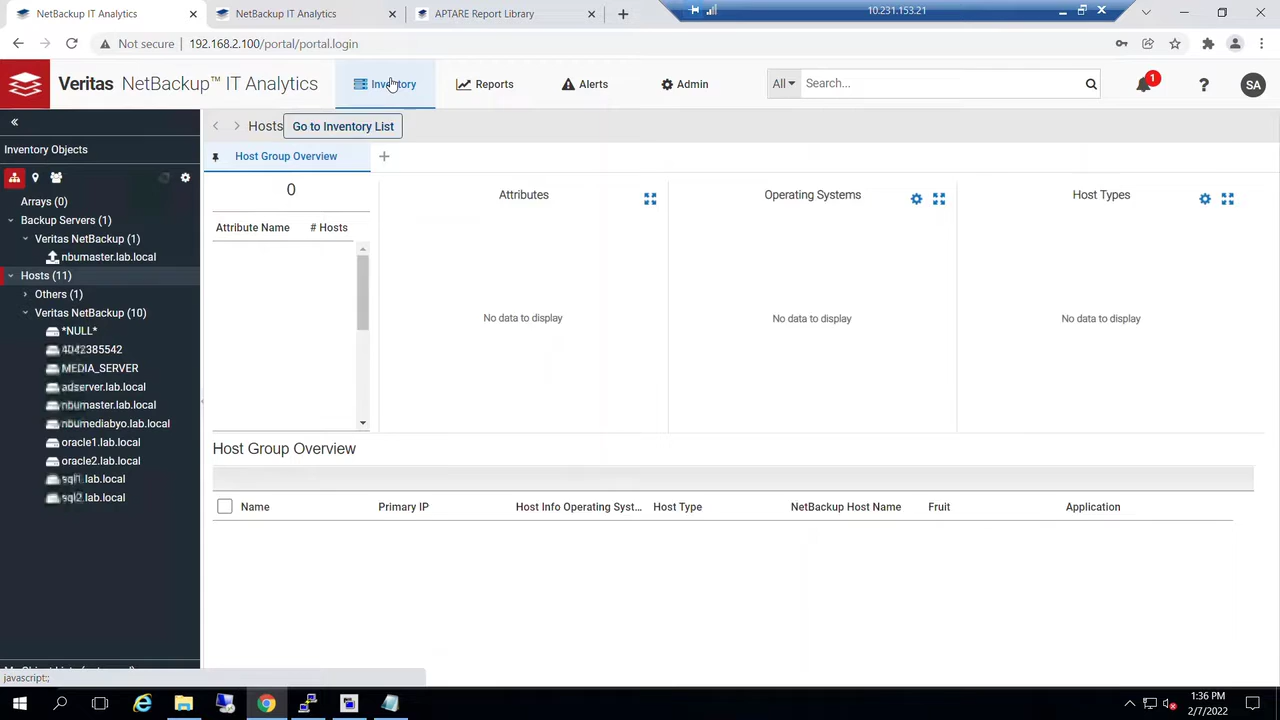 NetBackup IT Analytics
NetBackup IT Analytics
APTARE Report Library
10.231.153.21
Not secure
192.168.2.100/portal/portal.login
Veritas NetBackup™ IT Analytics
Inventory
Reports
Alerts
Admin
All
Search...
1
?
SA
Hosts
Go to Inventory List
Inventory Objects
Host Group Overview
Arrays (0)
Backup Servers (1)
Veritas NetBackup (1)
nbumaster.lab.local
Hosts (11)
Others (1)
Veritas NetBackup (10)
*NULL*
4042385542
MEDIA_SERVER
adserver.lab.local
nbumaster.lab.local
nbumediabyo.lab.local
oracle1.lab.local
oracle2.lab.local
sql1.lab.local
sql2.lab.local
0
Attribute Name
# Hosts
Attributes
No data to display
Operating Systems
No data to display
Host Types
No data to display
Host Group Overview
Name
Primary IP
Host Info Operating Syst...
Host Type
NetBackup Host Name
Fruit
Application
javascript:;
1:36 PM
2/7/2022